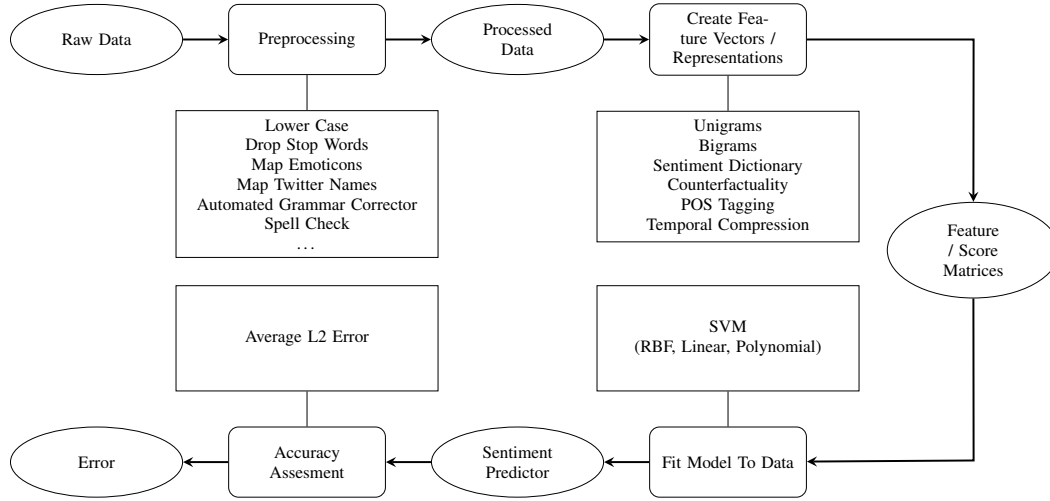 Raw Data
Preprocessing
Processed
Data
Create Fea-
ture Vectors /
Representations
Lower Case
Drop Stop Words
Map Emoticons
Map Twitter Names
Automated Grammar Corrector
Spell Check
...
Unigrams
Bigrams
Sentiment Dictionary
Counterfactuality
POS Tagging
Temporal Compression
Feature
/ Score
Matrices
Average L2 Error
SVM
(RBF, Linear, Polynomial)
Error
Accuracy
Assesment
Sentiment
Predictor
Fit Model To Data